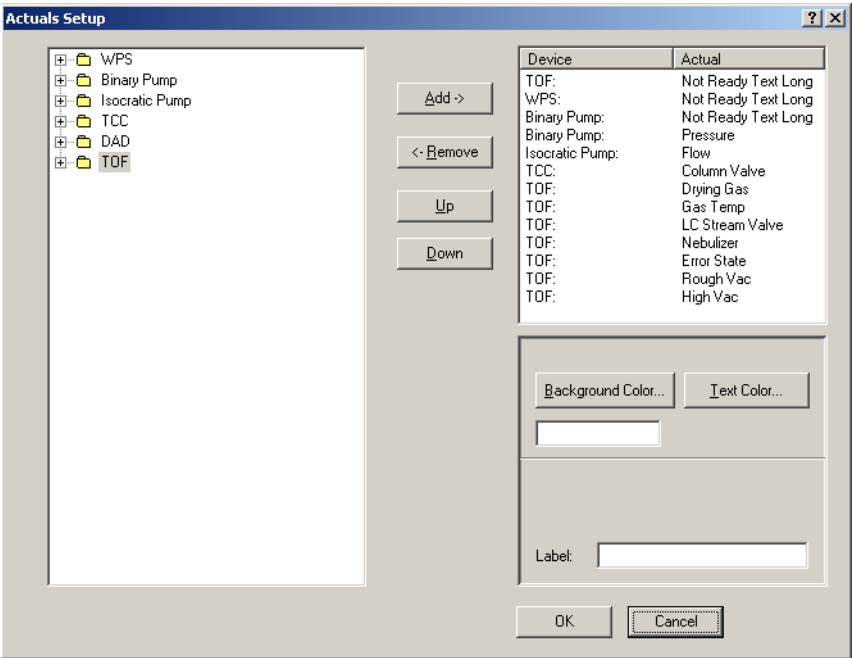 Actuals Setup
WPS
Binary Pump
Isocratic Pump
TCC
DAD
TOF
Add ->
<- Remove
Up
Down
Device Actual
TOF: Not Ready Text Long
WPS: Not Ready Text Long
Binary Pump: Not Ready Text Long
Binary Pump: Pressure
Isocratic Pump: Flow
TCC: Column Valve
TOF: Drying Gas
TOF: Gas Temp
TOF: LC Stream Valve
TOF: Nebulizer
TOF: Error State
TOF: Rough Vac
TOF: High Vac
Background Color... Text Color...
Label:
OK Cancel